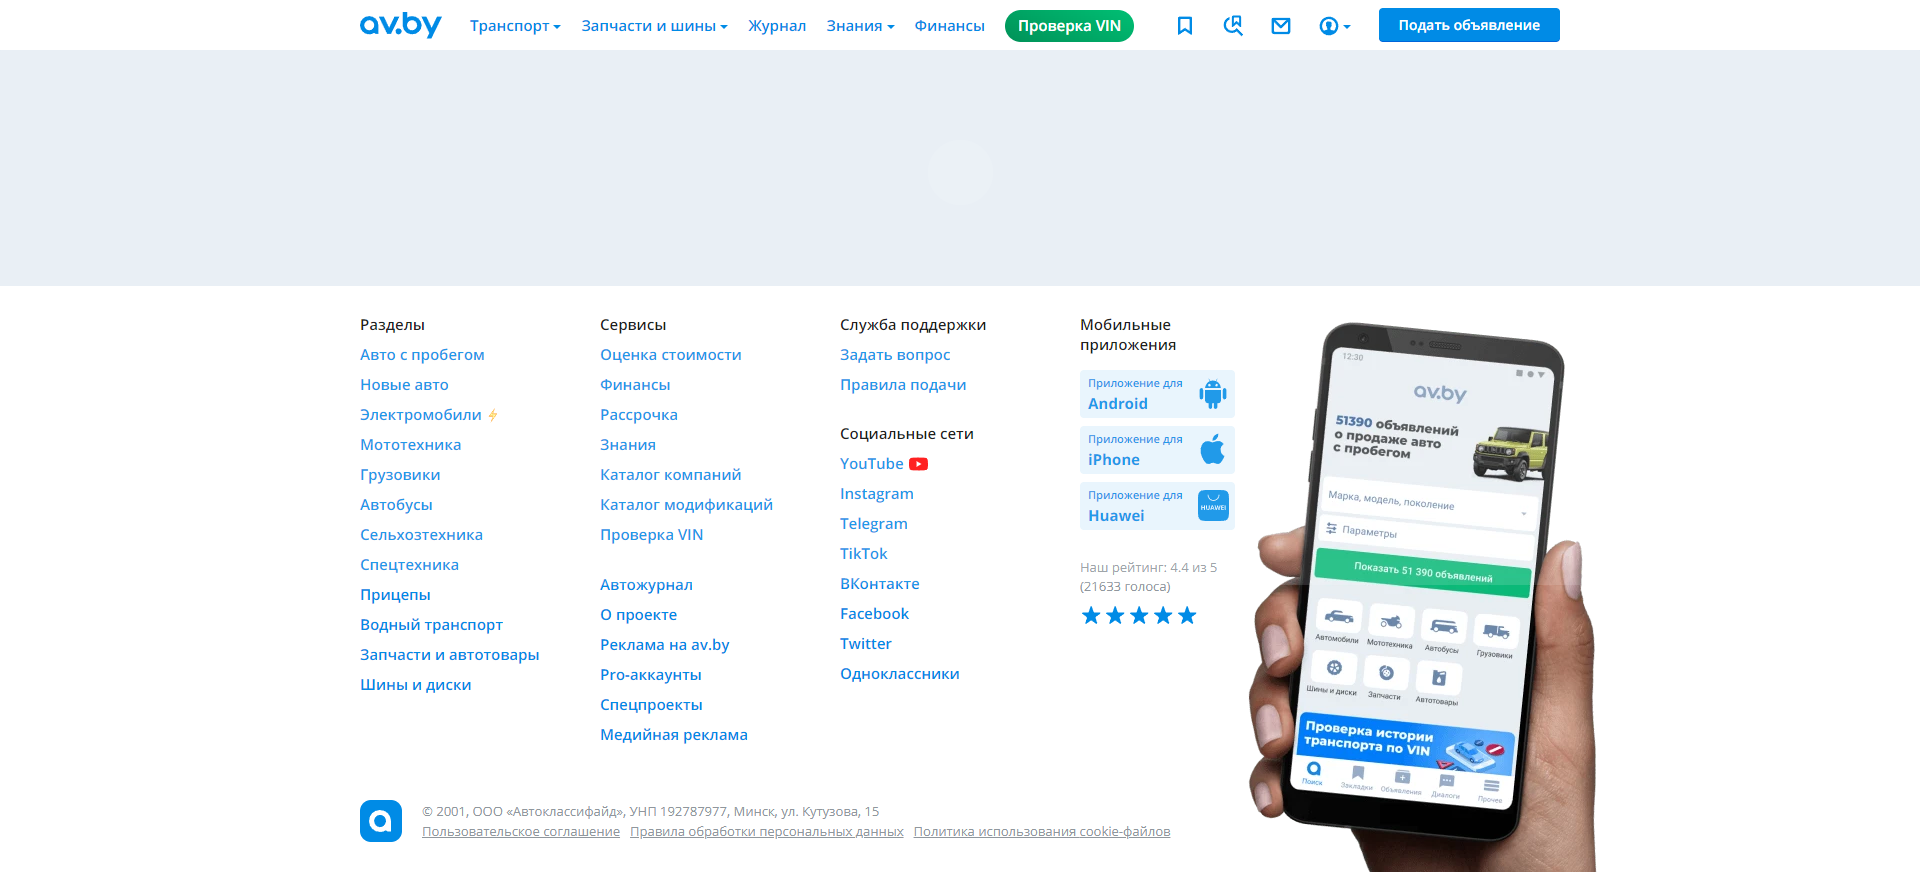 av.by
Транспорт
Запчасти и шины
Журнал
Знания
Финансы
Проверка VIN
Подать объявление
Разделы
Авто с пробегом
Новые авто
Электромобили
Мототехника
Грузовики
Автобусы
Сельхозтехника
Спецтехника
Прицепы
Водный транспорт
Запчасти и автотовары
Шины и диски
Сервисы
Оценка стоимости
Финансы
Рассрочка
Знания
Каталог компаний
Каталог модификаций
Проверка VIN
Автожурнал
О проекте
Реклама на av.by
Pro-аккаунты
Спецпроекты
Медийная реклама
Служба поддержки
Задать вопрос
Правила подачи
Социальные сети
YouTube
Instagram
Telegram
TikTok
ВКонтакте
Facebook
Twitter
Одноклассники
Мобильные
приложения
Приложение для
Android
Приложение для
iPhone
Приложение для
Huawei
HUAWEI
Наш рейтинг: 4.4 из 5
(21633 голоса)
12:30
av.by
51390 объявлений
о продаже авто
с пробегом
Марка, модель, поколение
Параметры
Показать 51 390 объявлений
Автомобили
Мототехника
Автобусы
Грузовики
Шины и диски
Запчасти
Автотовары
Проверка истории
транспорта по VIN
Поиск
Закладки
Объявления
Диалоги
Прочее
© 2001, ООО «Автоклассифайд», УНП 192787977, Минск, ул. Кутузова, 15
Пользовательское соглашение
Правила обработки персональных данных
Политика использования cookie-файлов